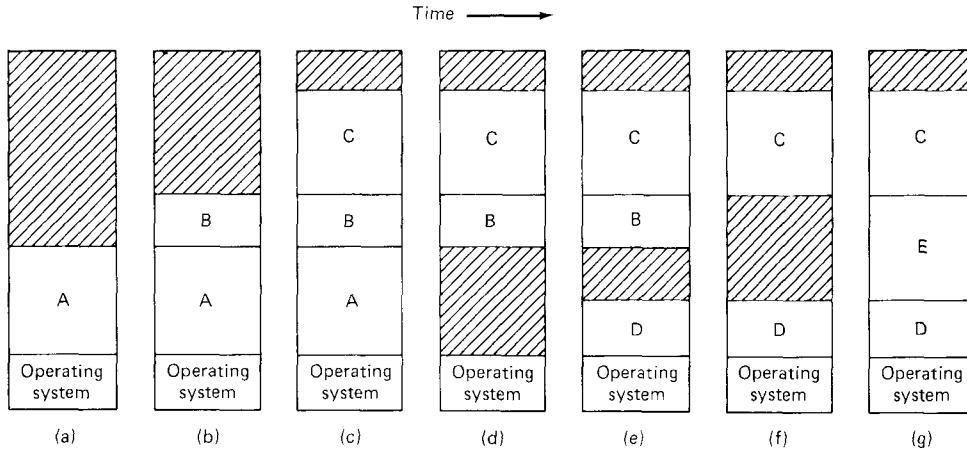 Time
C
C
C
C
C
B
B
B
B
E
A
A
A
D
D
D
Operating
system
Operating
system
Operating
system
Operating
system
Operating
system
Operating
system
Operating
system
(a)
(b)
(c)
(d)
(e)
(f)
(g)